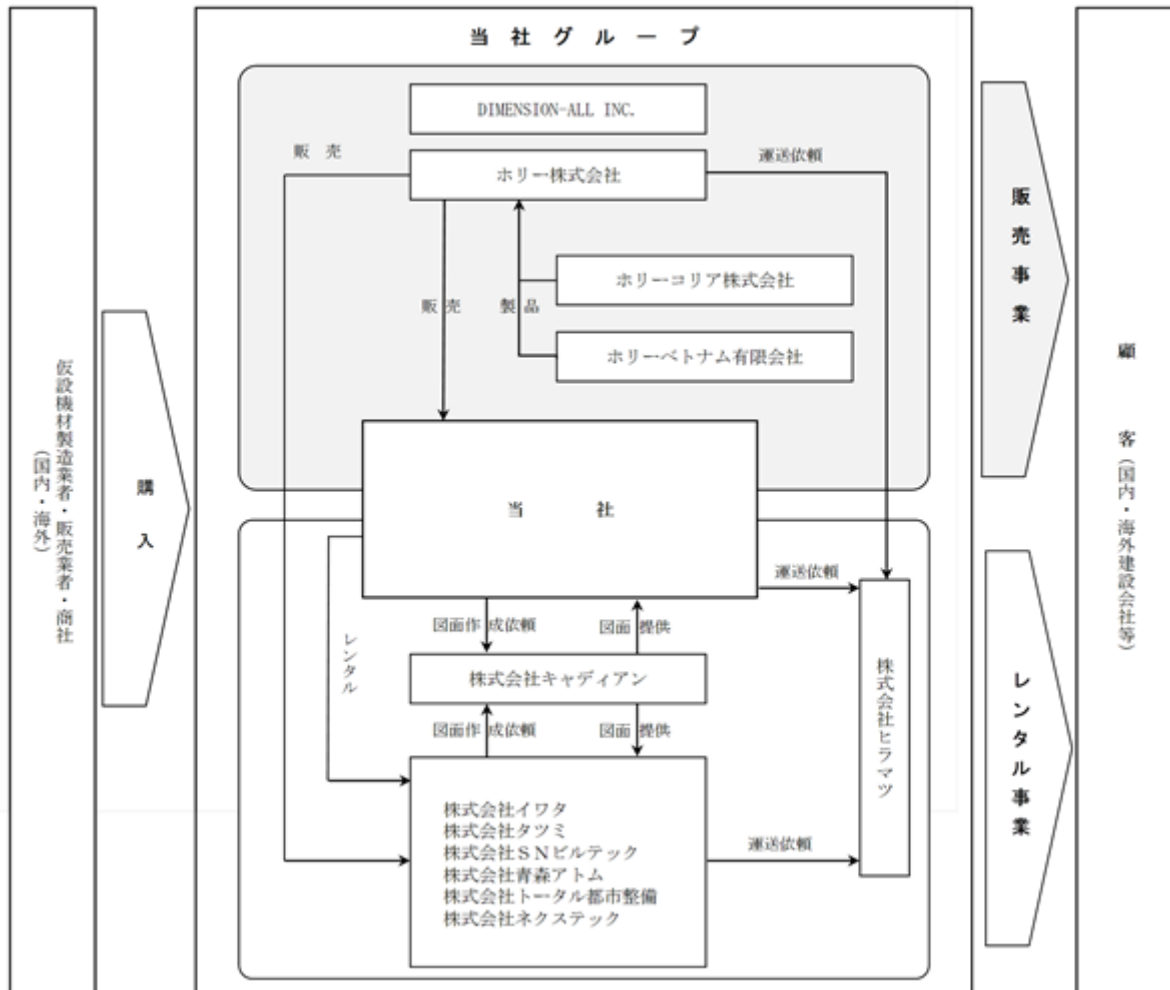 当社グループ
DIMENSION-ALL INC.
販売
ホリー株式会社
運送依頼
ホリーコリア株式会社
販売
製品
ホリーベトナム有限会社
販売事業
仮設機材製造業者・販売業者・商社
(国内・海外)
購入
顧客(国内・海外建設会社等)
当社
運送依頼
図面作成依頼
図面提供
レンタル
株式会社キャディアン
株式会社ヒラマツ
レンタル事業
図面作成依頼
図面提供
株式会社イワタ
株式会社タツミ
株式会社SNビルテック
株式会社青森アトム
株式会社トータル都市整備
株式会社ネクステック
運送依頼